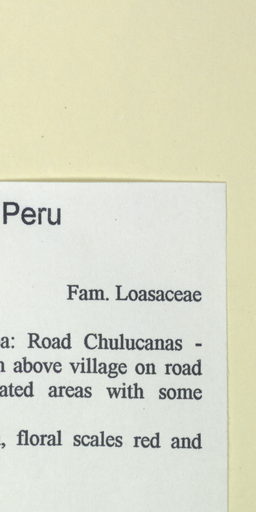 Peru
Fam. Loasaceae
a: Road Chulucanas -
above village on road
ated areas with some
, floral scales red and